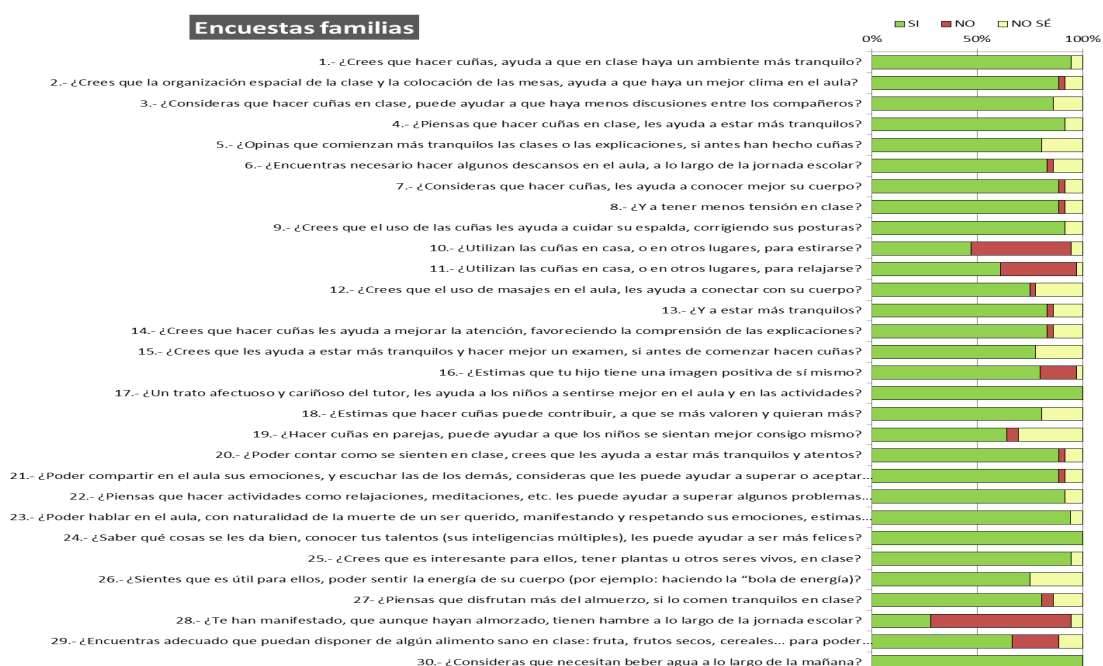 Encuestas familias
SI NO NO SÉ
0% 50% 100%
1.- ¿Crees que hacer cuñas, ayuda a que en clase haya un ambiente más tranquilo?
2.- ¿Crees que la organización espacial de la clase y la colocación de las mesas, ayuda a que haya un mejor clima en el aula?
3.- ¿Consideras que hacer cuñas en clase, puede ayudar a que haya menos discusiones entre los compañeros?
4.- ¿Piensas que hacer cuñas en clase, les ayuda a estar más tranquilos?
5.- ¿Opinas que comienzan más tranquilos las clases o las explicaciones, si antes han hecho cuñas?
6.- ¿Encuentras necesario hacer algunos descansos en el aula, a lo largo de la jornada escolar?
7.- ¿Consideras que hacer cuñas, les ayuda a conocer mejor su cuerpo?
8.- ¿Y a tener menos tensión en clase?
9.- ¿Crees que el uso de las cuñas les ayuda a cuidar su espalda, corrigiendo sus posturas?
10.- ¿Utilizan las cuñas en casa, o en otros lugares, para estirarse?
11.- ¿Utilizan las cuñas en casa, o en otros lugares, para relajarse?
12.- ¿Crees que el uso de masajes en el aula, les ayuda a conectar con su cuerpo?
13.- ¿Y a estar más tranquilos?
14.- ¿Crees que hacer cuñas les ayuda a mejorar la atención, favoreciendo la comprensión de las explicaciones?
15.- ¿Crees que les ayuda a estar más tranquilos y hacer mejor un examen, si antes de comenzar hacen cuñas?
16.- ¿Estimas que tu hijo tiene una imagen positiva de sí mismo?
17.- ¿Un trato afectuoso y cariñoso del tutor, les ayuda a los niños a sentirse mejor en el aula y en las actividades?
18.- ¿Estimas que hacer cuñas puede contribuir, a que se más valoren y quieran más?
19.- ¿Hacer cuñas en parejas, puede ayudar a que los niños se sientan mejor consigo mismo?
20.- ¿Poder contar como se sienten en clase, crees que les ayuda a estar más tranquilos y atentos?
21.- ¿Poder compartir en el aula sus emociones, y escuchar las de los demás, consideras que les puede ayudar a superar o aceptar...
22.- ¿Piensas que hacer actividades como relajaciones, meditaciones, etc. les puede ayudar a superar algunos problemas...
23.- ¿Poder hablar en el aula, con naturalidad de la muerte de un ser querido, manifestando y respetando sus emociones, estimas...
24.- ¿Saber qué cosas se les da bien, conocer tus talentos (sus inteligencias múltiples), les puede ayudar a ser más felices?
25.- ¿Crees que es interesante para ellos, tener plantas u otros seres vivos, en clase?
26.- ¿Sientes que es útil para ellos, poder sentir la energía de su cuerpo (por ejemplo: haciendo la "bola de energía)?
27- ¿Piensas que disfrutan más del almuerzo, si lo comen tranquilos en clase?
28.- ¿Te han manifestado, que aunque hayan almorzado, tienen hambre a lo largo de la jornada escolar?
29.- ¿Encuentras adecuado que puedan disponer de algún alimento sano en clase: fruta, frutos secos, cereales... para poder...
30.- ¿Consideras que necesitan beber agua a lo largo de la mañana?